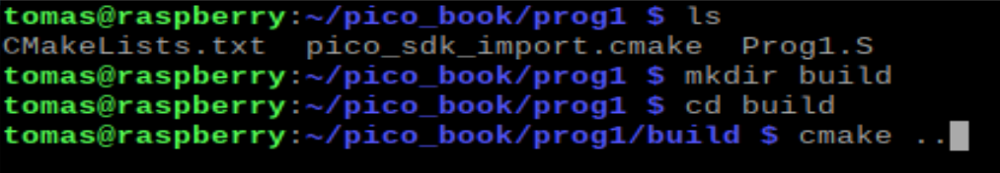 tomas@raspberry:~/pico_book/prog1 $ ls
CMakeLists.txt  pico_sdk_import.cmake  Prog1.S
tomas@raspberry:~/pico_book/prog1 $ mkdir build
tomas@raspberry:~/pico_book/prog1 $ cd build
tomas@raspberry:~/pico_book/prog1/build $ cmake ..